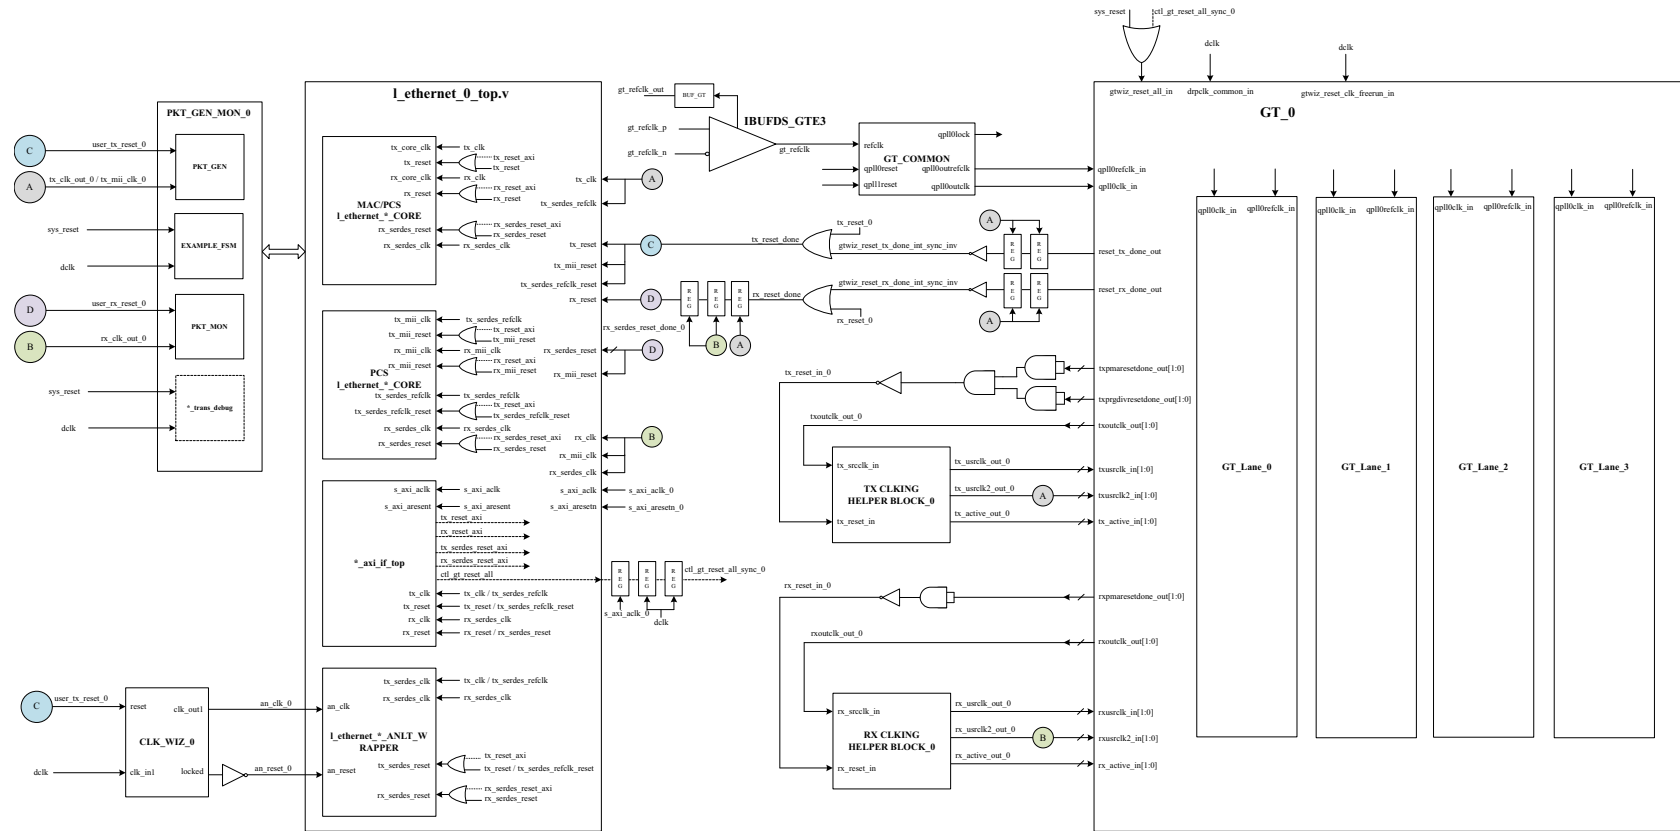 sys_reset
ctl_gt_reset_all_sync_0
dclk
dclk
gtwiz_reset_all_in
drpclk_common_in
gtwiz_reset_clk_freerun_in
GT_0
PKT_GEN_MON_0
C
user_tx_reset_0
PKT_GEN
A
tx_clk_out_0 / tx_mii_clk_0
sys_reset
EXAMPLE_FSM
dclk
D
user_rx_reset_0
PKT_MON
B
rx_clk_out_0
sys_reset
*_trans_debug
dclk
l_ethernet_0_top.v
tx_core_clk
tx_clk
tx_reset
tx_reset_axi
tx_reset
rx_core_clk
rx_clk
rx_reset
rx_reset_axi
rx_reset
MAC/PCS
l_ethernet_*_CORE
rx_serdes_reset
rx_serdes_reset_axi
rx_serdes_reset
rx_serdes_clk
rx_serdes_clk
tx_mii_clk
tx_serdes_refclk
tx_mii_reset
tx_reset_axi
tx_mii_reset
rx_mii_clk
rx_mii_clk
rx_mii_reset
rx_reset_axi
rx_mii_reset
PCS
l_ethernet_*_CORE
tx_serdes_refclk
tx_serdes_refclk
tx_serdes_refclk_reset
tx_reset_axi
tx_serdes_refclk_reset
rx_serdes_clk
rx_serdes_clk
rx_serdes_reset
rx_serdes_reset_axi
rx_serdes_reset
s_axi_aclk
s_axi_aclk
s_axi_aresent
s_axi_aresent
tx_reset_axi
rx_reset_axi
tx_serdes_reset_axi
rx_serdes_reset_axi
*_axi_if_top
ctl_gt_reset_all
tx_clk
tx_clk / tx_serdes_refclk
tx_reset
tx_reset / tx_serdes_refclk_reset
rx_clk
rx_serdes_clk
rx_reset
rx_reset / rx_serdes_reset
tx_serdes_clk
tx_clk / tx_serdes_refclk
rx_serdes_clk
rx_serdes_clk
an_clk
l_ethernet_*_ANLT_W
RAPPER
an_reset
tx_serdes_reset
tx_reset_axi
tx_reset / tx_serdes_refclk_reset
rx_serdes_reset
rx_serdes_reset_axi
rx_serdes_reset
C
user_tx_reset_0
reset
clk_out1
an_clk_0
CLK_WIZ_0
dclk
clk_in1
locked
an_reset_0
tx_clk
A
tx_serdes_refclk
tx_reset
C
tx_mii_reset
tx_serdes_refclk_reset
rx_reset
D
rx_serdes_reset
D
rx_mii_reset
rx_clk
B
rx_mii_clk
rx_serdes_clk
s_axi_aclk
s_axi_aclk_0
s_axi_aresetn
s_axi_aresetn_0
REG
REG
REG
ctl_gt_reset_all_sync_0
s_axi_aclk_0
dclk
gt_refclk_out
BUF_GT
IBUFDS_GTE3
gt_refclk_p
gt_refclk_n
gt_refclk
qpll0lock
refclk
GT_COMMON
qpll0reset
qpll0outrefclk
qpll1reset
qpll0outclk
tx_reset_done
tx_reset_0
gtwiz_reset_tx_done_int_sync_inv
A
REG
REG
REG
REG
REG
rx_reset_done
gtwiz_reset_rx_done_int_sync_inv
rx_reset_0
REG
REG
A
rx_serdes_reset_done_0
B
A
tx_reset_in_0
txoutclk_out_0
tx_srcclk_in
TX CLKING
HELPER BLOCK_0
tx_reset_in
tx_usrclk_out_0
tx_usrclk2_out_0
A
tx_active_out_0
rx_reset_in_0
rxoutclk_out_0
rx_srcclk_in
RX CLKING
HELPER BLOCK_0
rx_reset_in
rx_usrclk_out_0
rx_usrclk2_out_0
B
rx_active_out_0
qpll0refclk_in
qpll0clk_in
reset_tx_done_out
reset_rx_done_out
txpmaresetdone_out[1:0]
txprgdivresetdone_out[1:0]
txoutclk_out[1:0]
txusrclk_in[1:0]
txusrclk2_in[1:0]
tx_active_in[1:0]
rxpmaresetdone_out[1:0]
rxoutclk_out[1:0]
rxusrclk_in[1:0]
rxusrclk2_in[1:0]
rx_active_in[1:0]
qpll0clk_in
qpll0refclk_in
GT_Lane_0
qpll0clk_in
qpll0refclk_in
GT_Lane_1
qpll0clk_in
qpll0refclk_in
GT_Lane_2
qpll0clk_in
qpll0refclk_in
GT_Lane_3